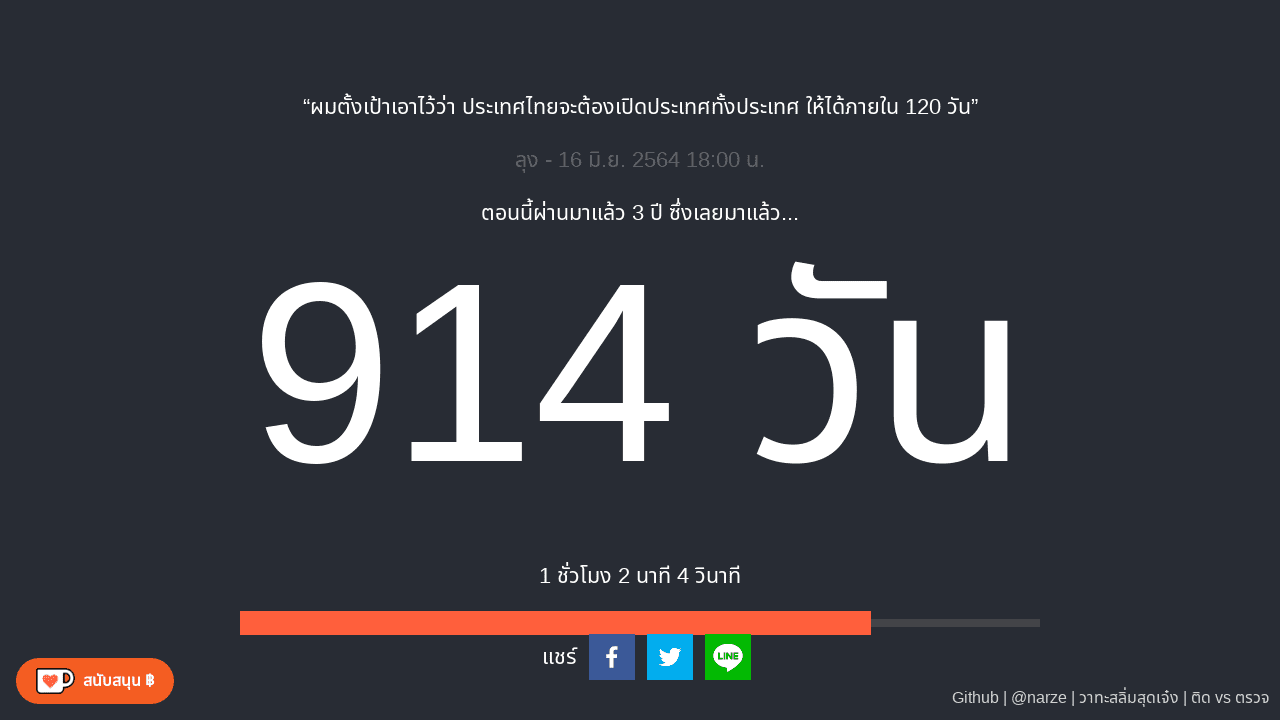 “ผมตั้งเป้าเอาไว้ว่า ประเทศไทยจะต้องเปิดประเทศทั้งประเทศ ให้ได้ภายใน 120 วัน”
ลุง - 16 มิ.ย. 2564 18:00 น.
ตอนนี้ผ่านมาแล้ว 3 ปี ซึ่งเลยมาแล้ว...
914 วัน
1 ชั่วโมง 2 นาที 4 วินาที
แชร์
LINE
สนับสนุน ฿
Github | @narze | วาทะสลิ่มสุดเจ๋ง | ติด vs ตรวจ